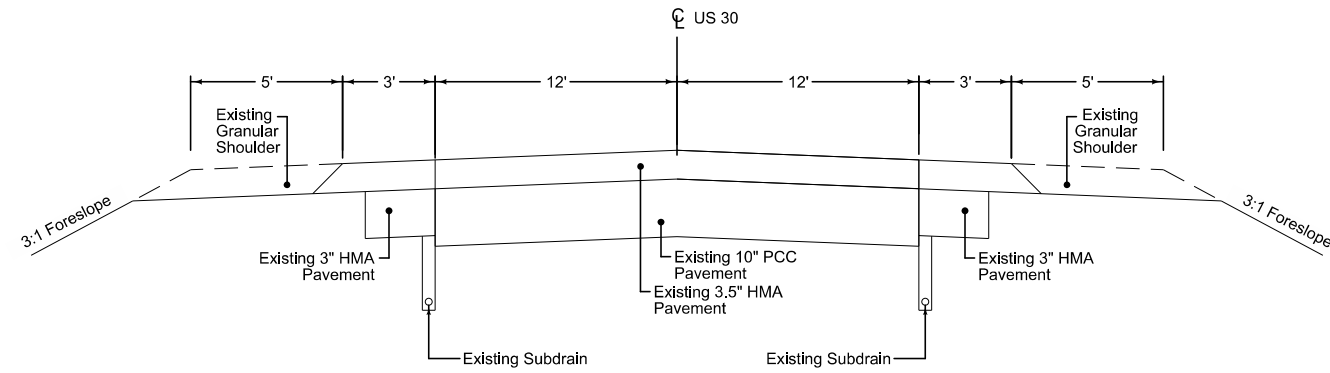 ℄ US 30
5' 3' 12' 12' 3' 5'
Existing
Granular
Shoulder
Existing
Granular
Shoulder
3:1 Foreslope
3:1 Foreslope
Existing 3" HMA
Pavement
Existing 10" PCC
Pavement
Existing 3.5" HMA
Pavement
Existing 3" HMA
Pavement
Existing Subdrain
Existing Subdrain